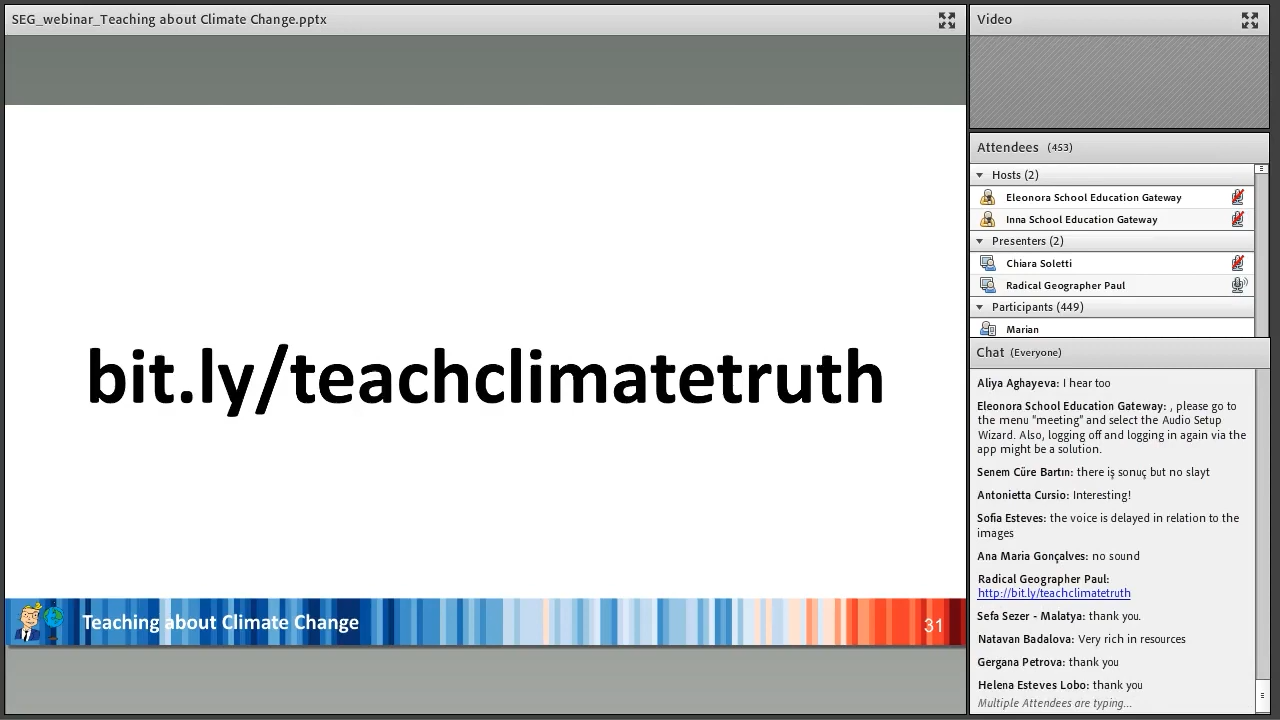 SEG_webinar_Teaching about Climate Change.pptx
bit.ly/teachclimatetruth
Teaching about Climate Change
31
Video
Attendees (453)
Hosts (2)
Eleonora School Education Gateway
Inna School Education Gateway
Presenters (2)
Chiara Soletti
Radical Geographer Paul
Participants (449)
Marian
Chat (Everyone)
Aliya Aghayeva: I hear too
Eleonora School Education Gateway: , please go to
the menu "meeting" and select the Audio Setup
Wizard. Also, logging off and logging in again via the
app might be a solution.
Senem Cüre Bartın: there iş sonuç but no slayt
Antonietta Cursio: Interesting!
Sofia Esteves: the voice is delayed in relation to the
images
Ana Maria Gonçalves: no sound
Radical Geographer Paul:
http://bit.ly/teachclimatetruth
Sefa Sezer - Malatya: thank you.
Natavan Badalova: Very rich in resources
Gergana Petrova: thank you
Helena Esteves Lobo: thank you
Multiple Attendees are typing...